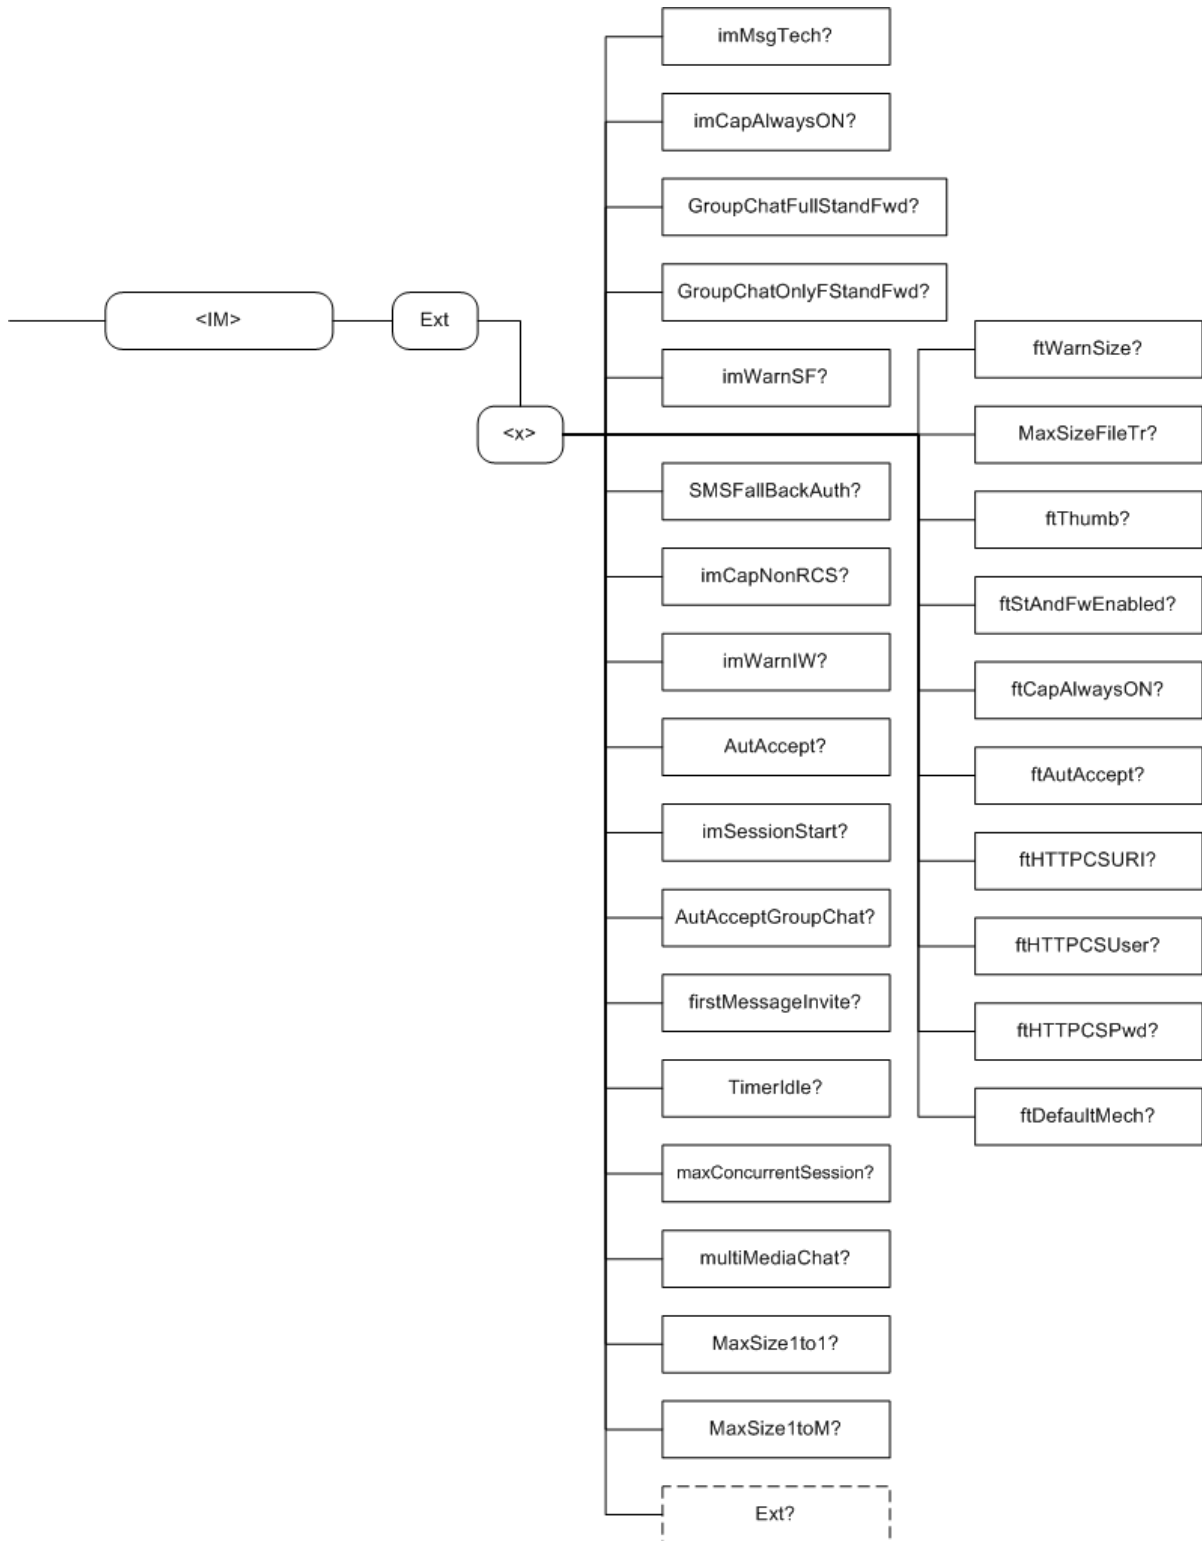 imMsgTech?
imCapAlwaysON?
GroupChatFullStandFwd?
GroupChatOnlyFStandFwd?
<IM>
Ext
<x>
imWarnSF?
SMSFallBackAuth?
imCapNonRCS?
imWarnIW?
AutAccept?
imSessionStart?
AutAcceptGroupChat?
firstMessageInvite?
TimerIdle?
maxConcurrentSession?
multiMediaChat?
MaxSize1to1?
MaxSize1toM?
Ext?
ftWarnSize?
MaxSizeFileTr?
ftThumb?
ftStAndFwEnabled?
ftCapAlwaysON?
ftAutAccept?
ftHTTPCSURI?
ftHTTPCSUser?
ftHTTPCSPwd?
ftDefaultMech?